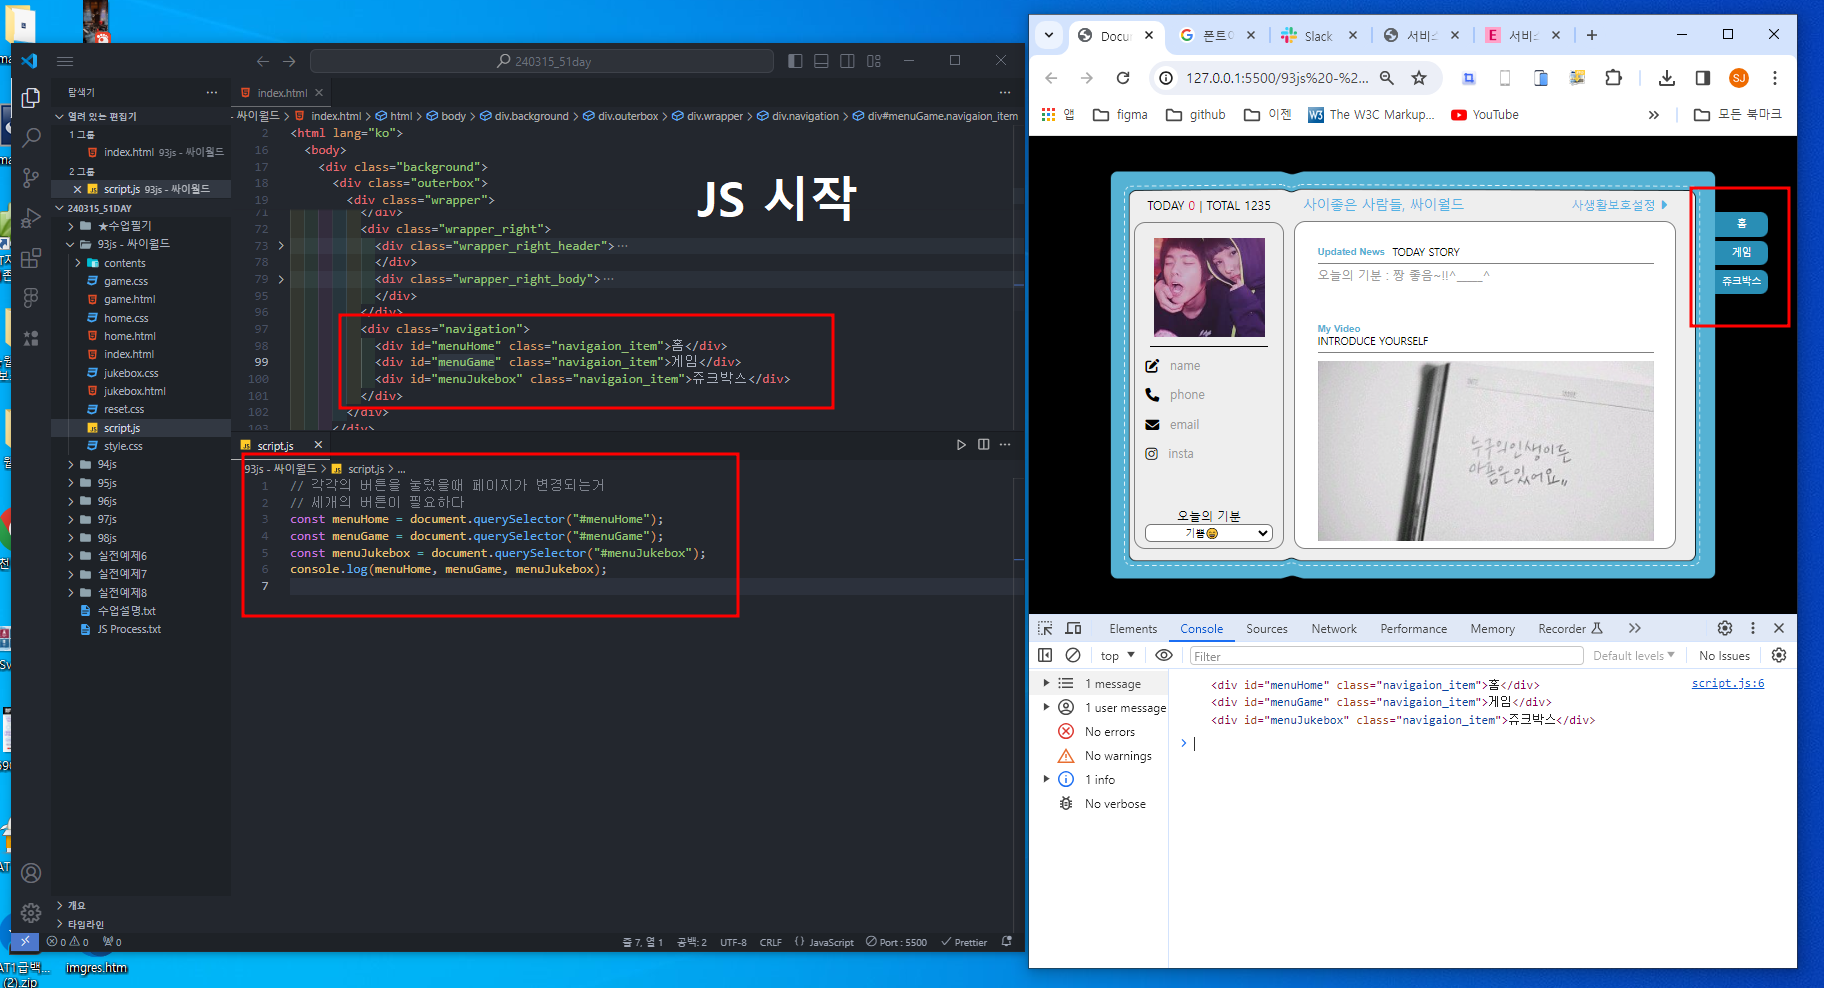 240315_51day
탐색기
열려 있는 편집기
1 그룹
index.html 93js - 싸이월드
2 그룹
script.js 93js - 싸이월드
240315_51DAY
★수업필기
93js - 싸이월드
contents
game.css
game.html
home.css
home.html
index.html
jukebox.css
jukebox.html
reset.css
script.js
style.css
94js
95js
96js
97js
98js
실전예제6
실전예제7
실전예제8
수업설명.txt
JS Process.txt
개요
타임라인
index.html
- 싸이월드 > index.html > html > body > div.background > div.outerbox > div.wrapper > div.navigation > div#menuGame.navigaion_item
2 <html lang="ko">
16 <body>
17 <div class="background">
18 <div class="outerbox">
19 <div class="wrapper">
71 </div>
72 <div class="wrapper_right">
73 <div class="wrapper_right_header">…
78 </div>
79 <div class="wrapper_right_body">…
95 </div>
96 </div>
97 <div class="navigation">
98 <div id="menuHome" class="navigaion_item">홈</div>
99 <div id="menuGame" class="navigaion_item">게임</div>
100 <div id="menuJukebox" class="navigaion_item">쥬크박스</div>
101 </div>
102 </div>
103 </div>
JS 시작
script.js
93js - 싸이월드 > script.js > ...
1 // 각각의 버튼을 눌렀을때 페이지가 변경되는거
2 // 세개의 버튼이 필요하다
3 const menuHome = document.querySelector("#menuHome");
4 const menuGame = document.querySelector("#menuGame");
5 const menuJukebox = document.querySelector("#menuJukebox");
6 console.log(menuHome, menuGame, menuJukebox);
7
0 0 0
줄 7, 열 1 공백: 2 UTF-8 CRLF {} JavaScript Port : 5500 Prettier
imgres.htm
(2).zip
Docu
폰트
Slack
서비스
서비스
127.0.0.1:5500/93js%20-%2...
SJ
앱 figma github 이젠 The W3C Markup... YouTube » 모든 북마크
TODAY 0 | TOTAL 1235
사이좋은 사람들, 싸이월드
사생활보호설정
홈
게임
쥬크박스
Updated News TODAY STORY
오늘의 기분 : 짱 좋음~!!^____^
My Video
INTRODUCE YOURSELF
name
phone
email
insta
누구의인생이든
아픔은있어요,,
오늘의 기분
기쁨😀
Elements Console Sources Network Performance Memory Recorder »
top Filter Default levels No Issues
1 message
1 user message
No errors
No warnings
1 info
No verbose
<div id="menuHome" class="navigaion_item">홈</div> script.js:6
<div id="menuGame" class="navigaion_item">게임</div>
<div id="menuJukebox" class="navigaion_item">쥬크박스</div>